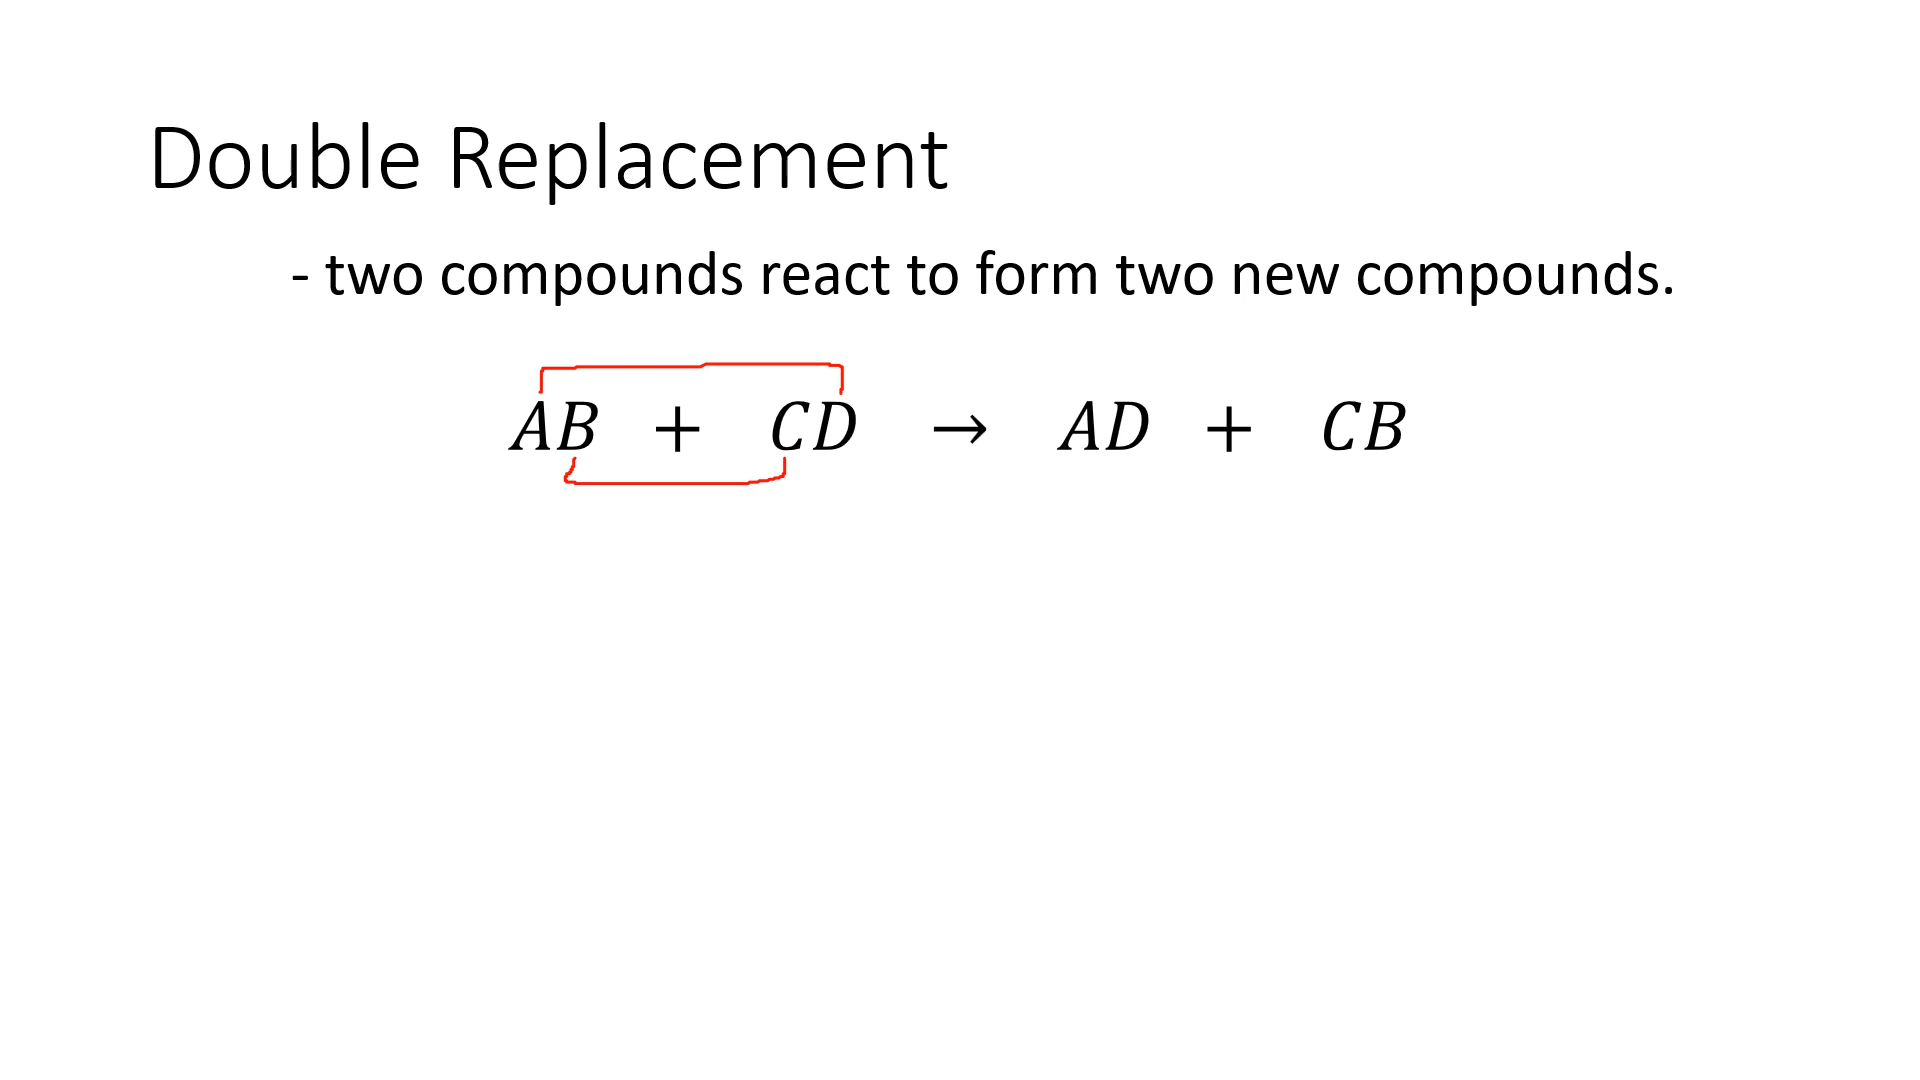 Double Replacement
- two compounds react to form two new compounds.
AB + CD → AD + CB